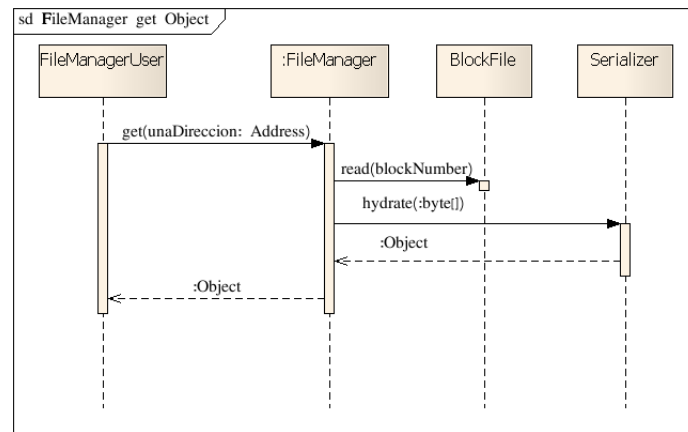 sd FileManager get Object
FileManagerUser
:FileManager
BlockFile
Serializer
get(unaDireccion: Address)
read(blockNumber)
hydrate(:byte[])
:Object
:Object